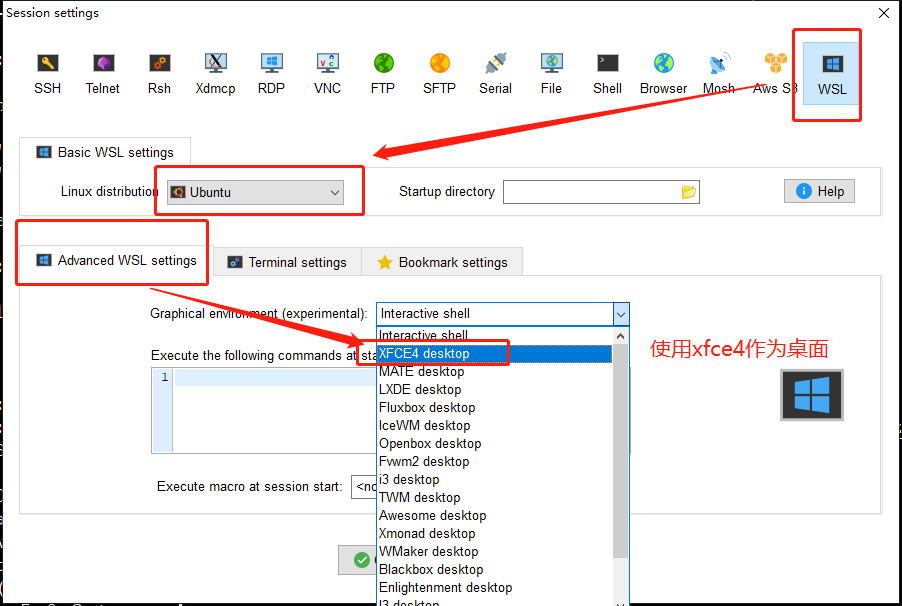 Session settings
SSH Telnet Rsh Xdmcp RDP VNC FTP SFTP Serial File Shell Browser Mosh Aws S3 WSL
Basic WSL settings
Linux distribution Ubuntu Startup directory Help
Advanced WSL settings Terminal settings Bookmark settings
Graphical environment (experimental): Interactive shell
Interactive shell
XFCE4 desktop
使用xfce4作为桌面
Execute the following commands at sta
1
MATE desktop
LXDE desktop
Fluxbox desktop
IceWM desktop
Openbox desktop
Fvwm2 desktop
i3 desktop
Execute macro at session start: <no
TWM desktop
Awesome desktop
Xmonad desktop
WMaker desktop
Blackbox desktop
Enlightenment desktop